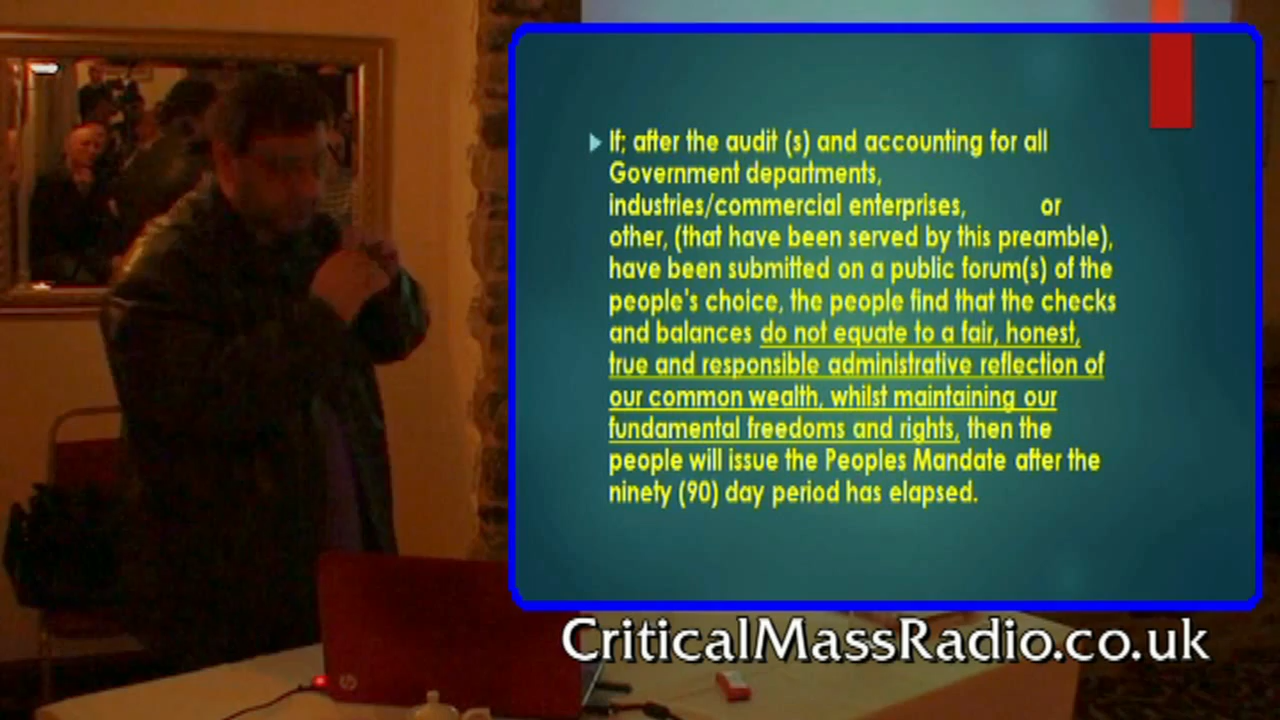 If; after the audit (s) and accounting for all
Government departments,
industries/commercial enterprises, or
other, (that have been served by this preamble),
have been submitted on a public forum(s) of the
people's choice, the people find that the checks
and balances do not equate to a fair, honest,
true and responsible administrative reflection of
our common wealth, whilst maintaining our
fundamental freedoms and rights, then the
people will issue the Peoples Mandate after the
ninety (90) day period has elapsed.
CriticalMassRadio.co.uk
hp